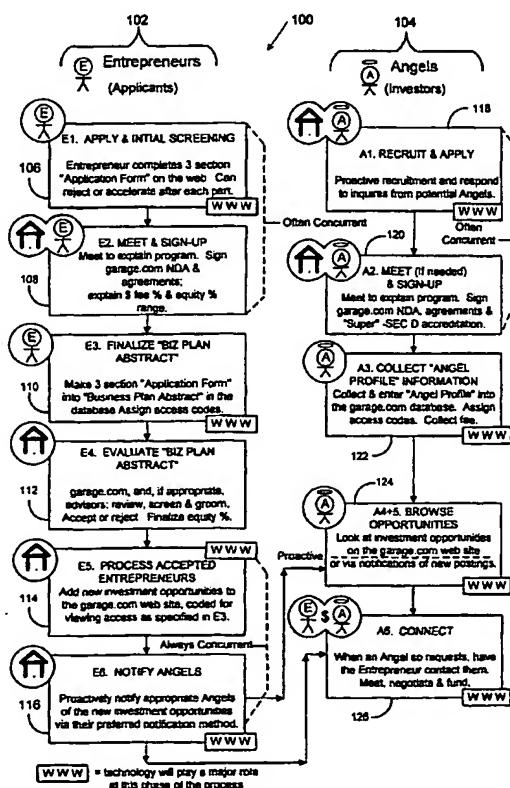 102
100
104
E
Entrepreneurs
(Applicants)
A
Angels
(Investors)
E
E1. APPLY & INTIAL SCREENING
Entrepreneur completes 3 section
"Application Form" on the web. Can
reject or accelerate after each part.
WWW
106
Often Concurrent
E
E2. MEET & SIGN-UP
Meet to explain program. Sign
garage.com NDA &
agreements;
explain $ fee % & equity %
range.
108
E
E3. FINALIZE "BIZ PLAN
ABSTRACT"
Make 3 section "Application Form"
into "Business Plan Abstract" in the
database Assign access codes.
WWW
110
E4. EVALUATE "BIZ PLAN
ABSTRACT"
garage.com, and, if appropriate,
advisors: review, screen & groom.
Accept or reject Finalize equity %.
WWW
112
E5. PROCESS ACCEPTED
ENTREPRENEURS
Add new investment opportunities to
the garage.com web site, coded for
viewing access as specified in E3.
114
Always Concurrent
E6. NOTIFY ANGELS
Proactively notify appropriate Angels
of the new investment opportunities
via their preferred notification method.
WWW
116
118
A
A1. RECRUIT & APPLY
Proactive recruitment and respond
to inquires from potential Angels.
WWW
Often
Concurrent
120
A
A2. MEET (if needed)
& SIGN-UP
Meet to explain program. Sign
garage.com NDA, agreements &
"Super" -SEC D accreditation.
A
A3. COLLECT "ANGEL
PROFILE" INFORMATION
Collect & enter "Angel Profile" into
the garage.com database. Assign
access codes. Collect fee.
WWW
122
124
A
A4+5. BROWSE
OPPORTUNITIES
Look at investment opportunities
on the garage.com web site
or via notifications of new postings.
WWW
Proactive
E $ A
A6. CONNECT
When an Angel so requests, have
the Entrepreneur contact them.
Meet, negotiate & fund.
WWW
126
WWW = technology will play a major role
at this phase of the process